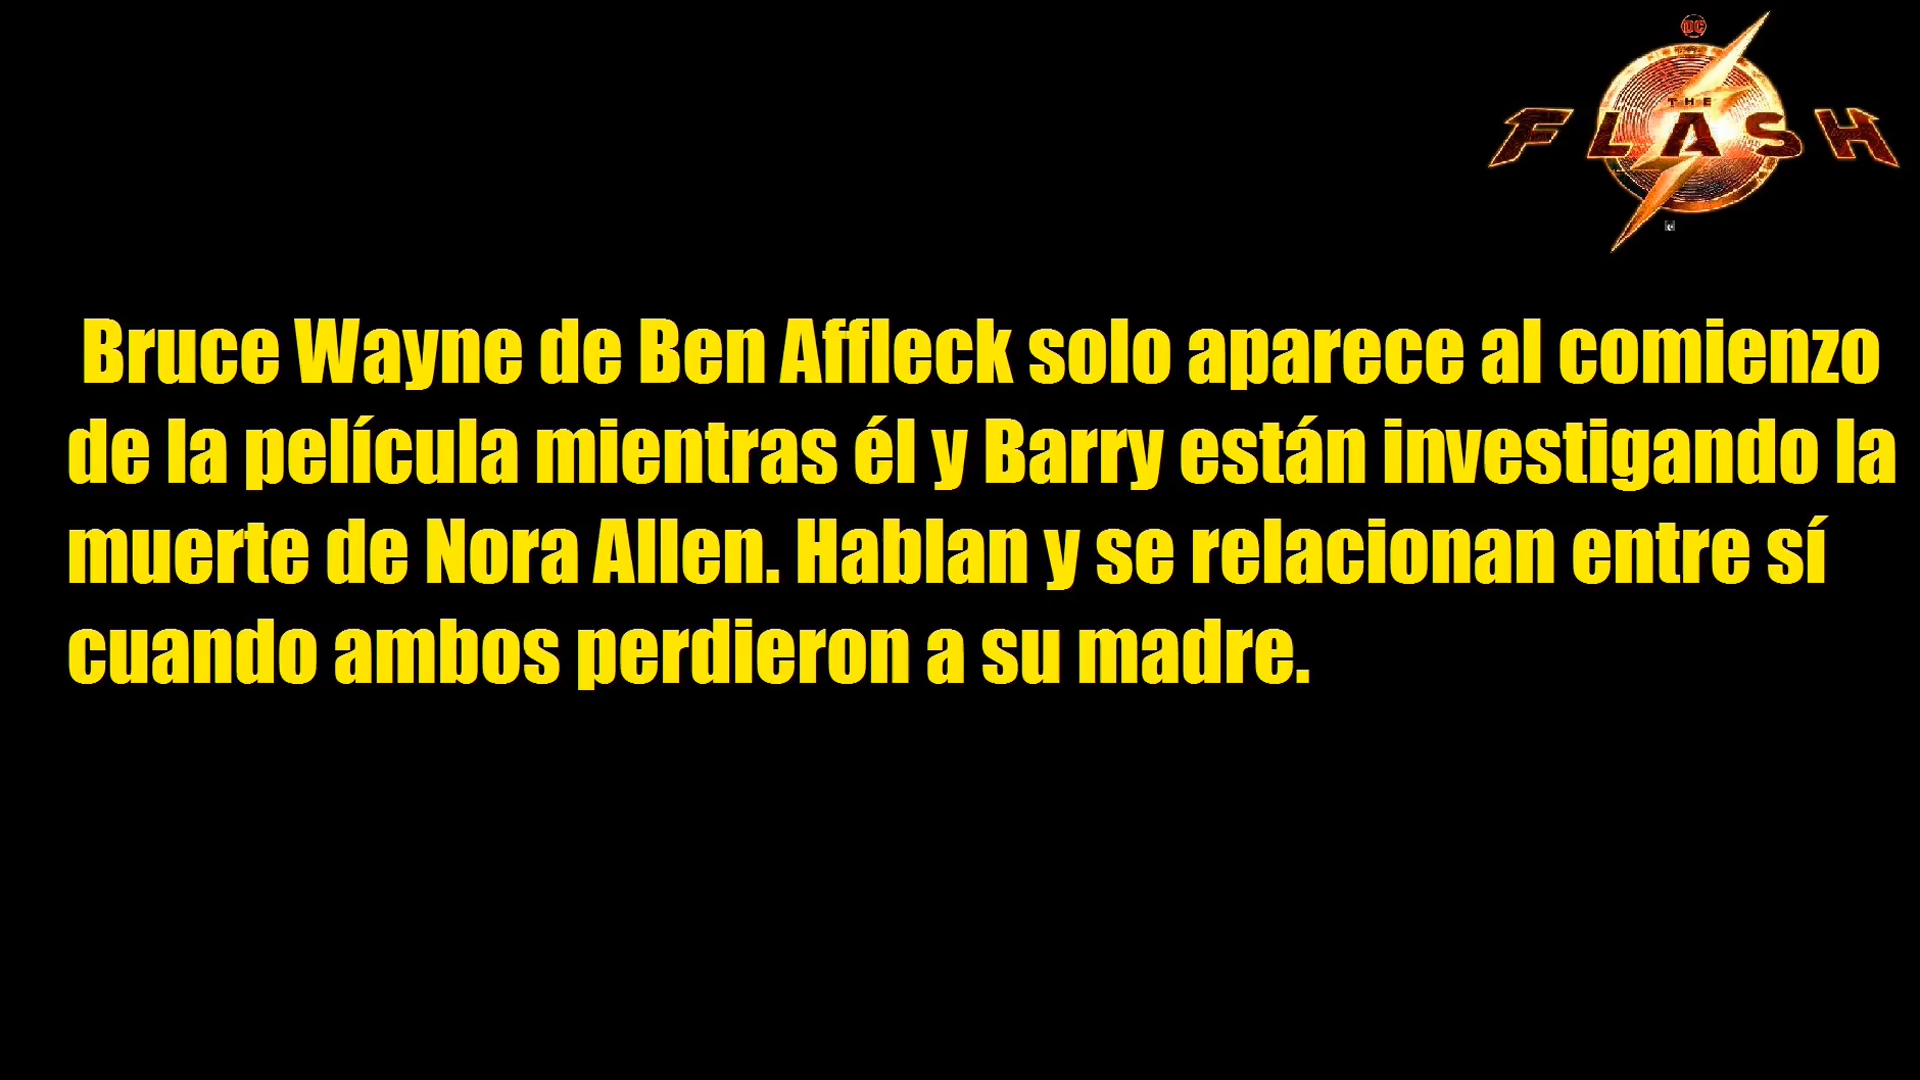 DC
THE
FLASH
Bruce Wayne de Ben Affleck solo aparece al comienzo
de la película mientras él y Barry están investigando la
muerte de Nora Allen. Hablan y se relacionan entre sí
cuando ambos perdieron a su madre.